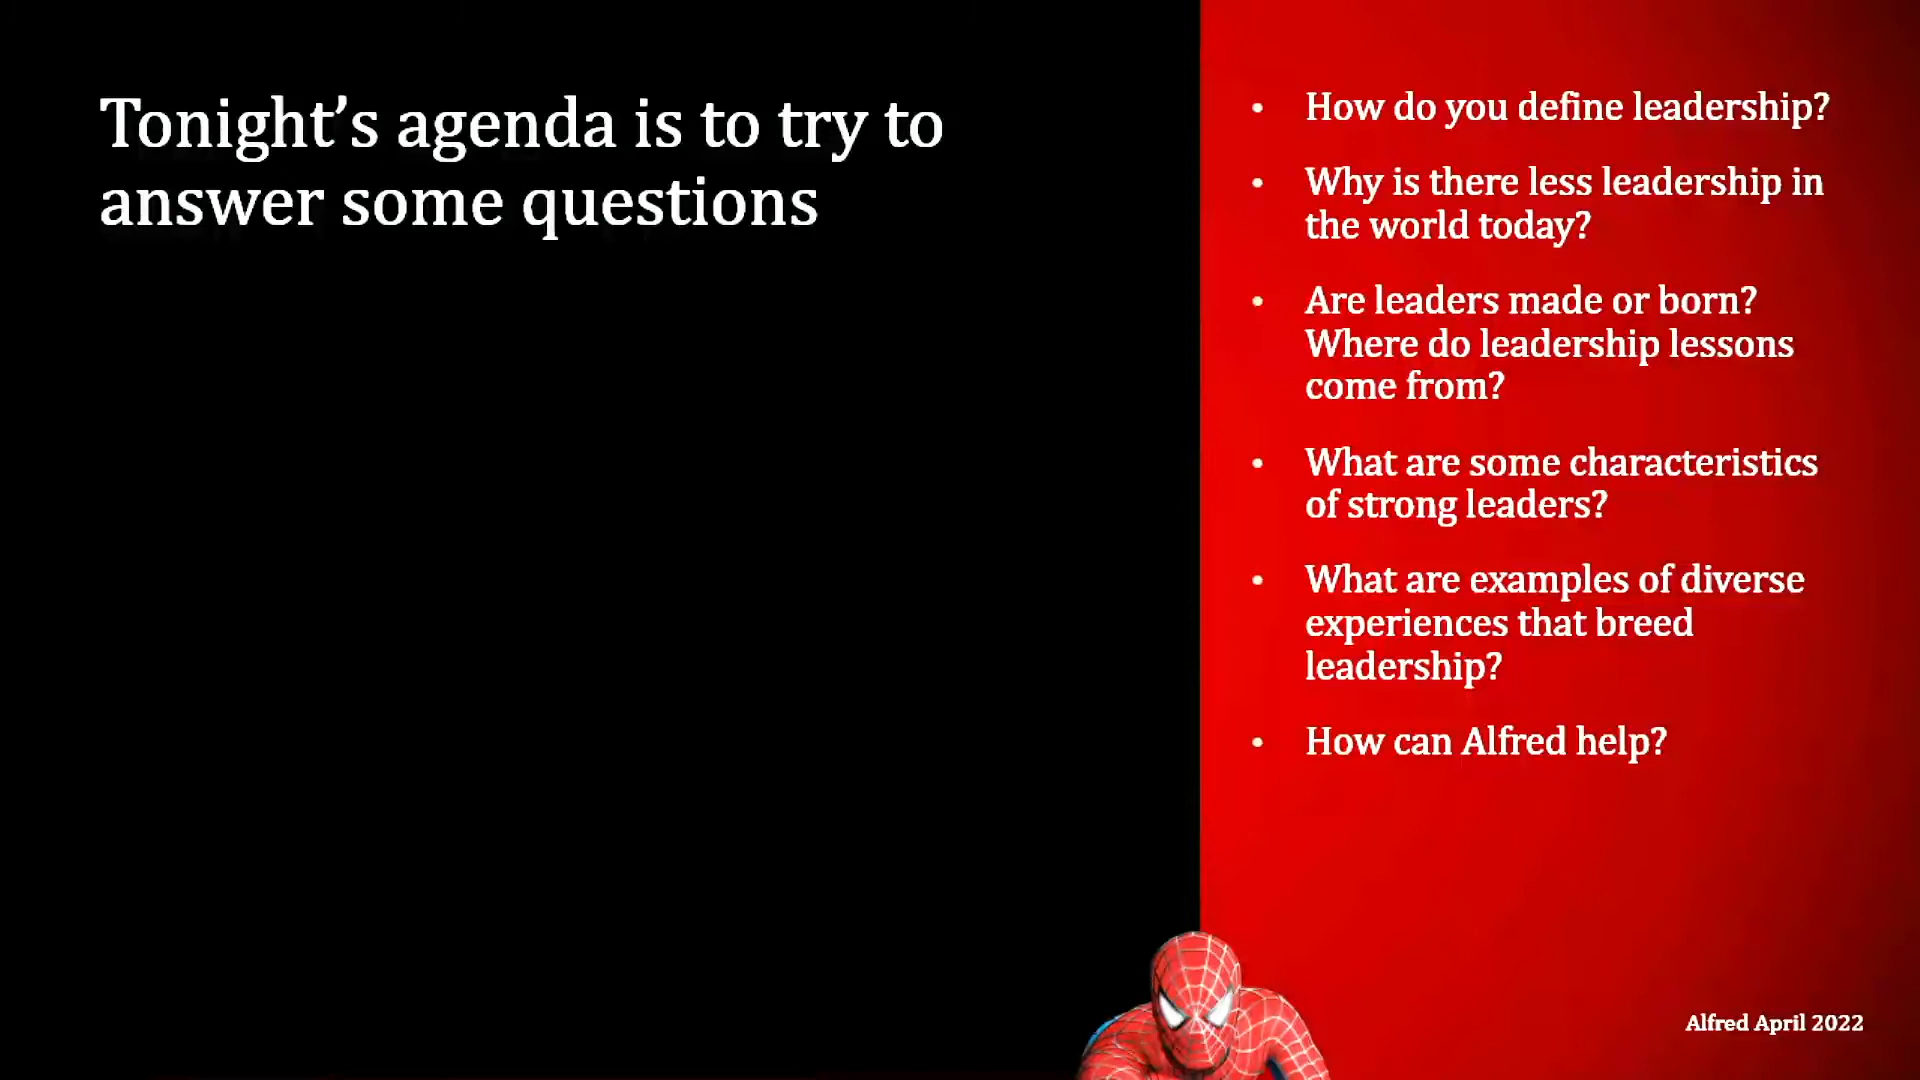 Tonight’s agenda is to try to
answer some questions
• How do you define leadership?
• Why is there less leadership in
the world today?
• Are leaders made or born?
Where do leadership lessons
come from?
• What are some characteristics
of strong leaders?
• What are examples of diverse
experiences that breed
leadership?
• How can Alfred help?
Alfred April 2022